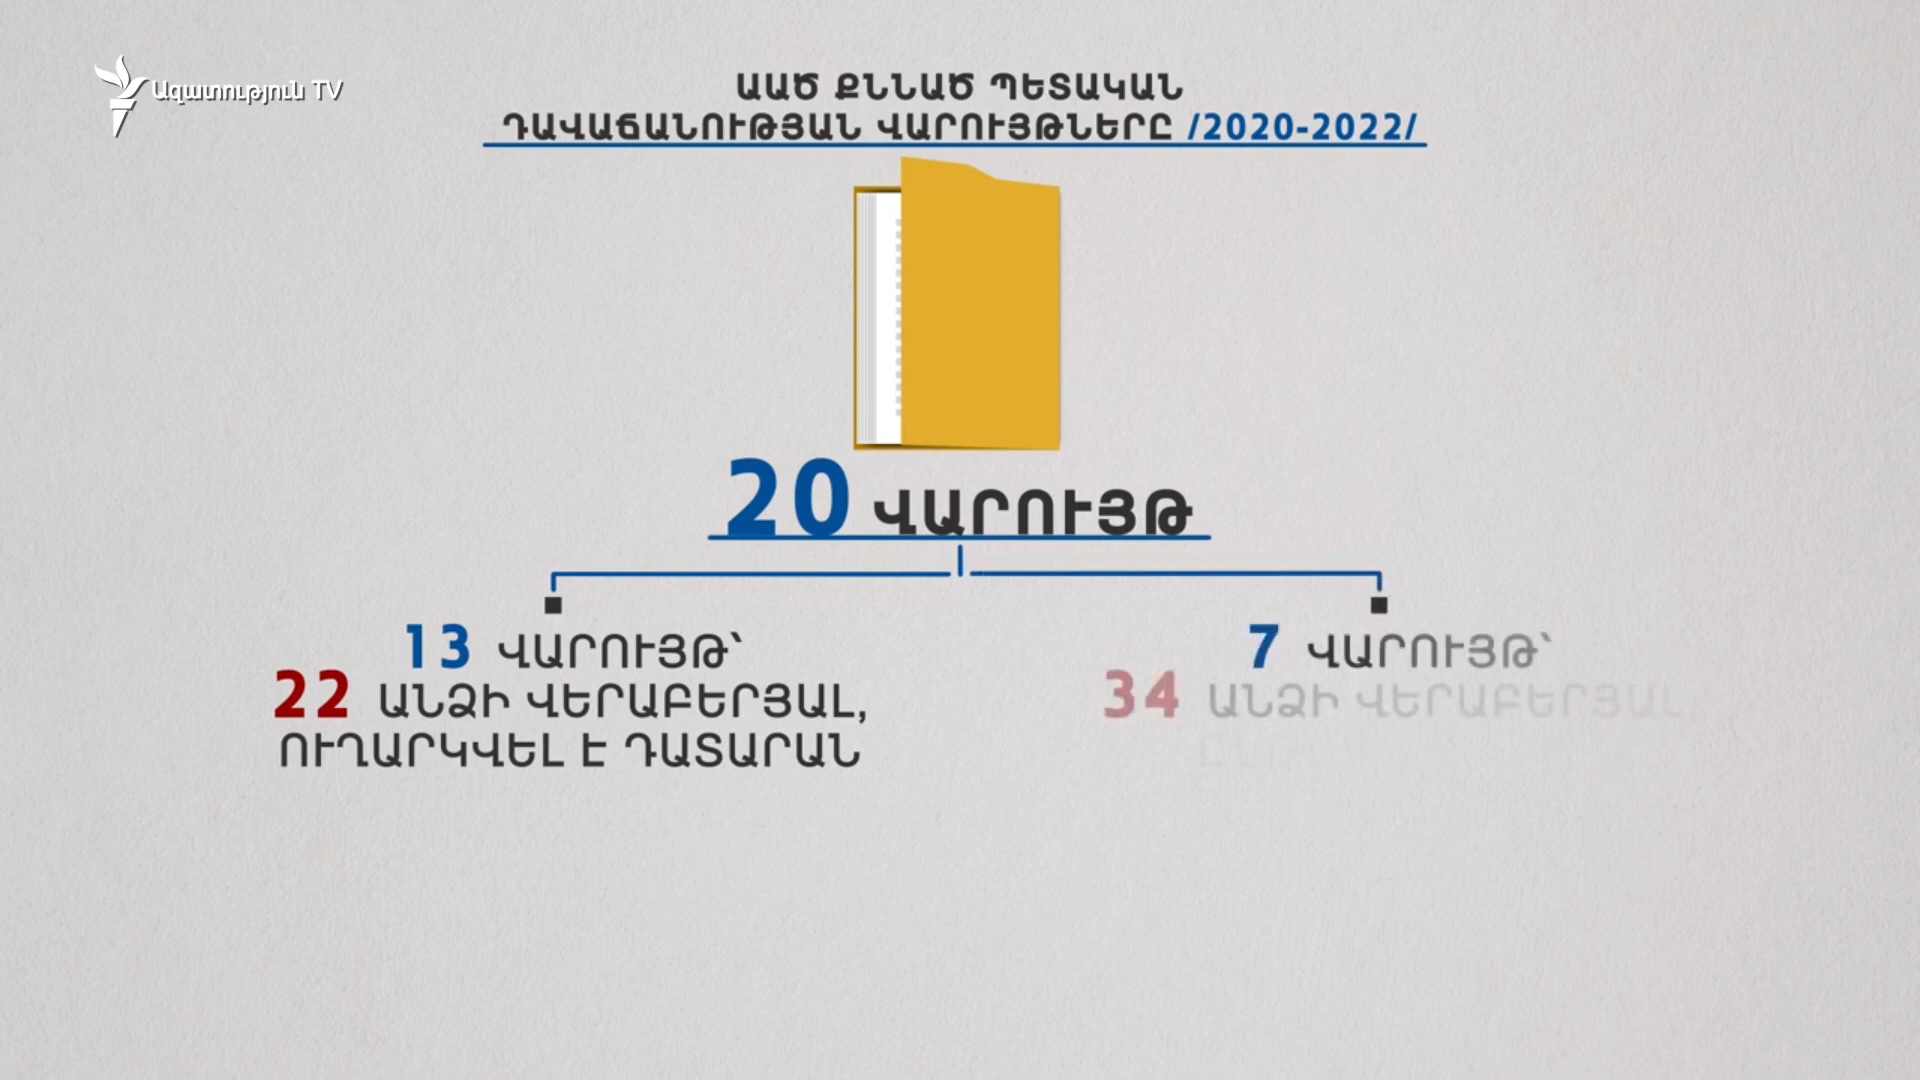 Ազատություն TV
ԱԱԾ ՔՆՆԱԾ ՊԵՏԱԿԱՆ
ԴԱՎԱՃԱՆՈՒԹՅԱՆ ՎԱՐՈՒՅԹՆԵՐԸ /2020-2022/
20 ՎԱՐՈՒՅԹ
13 ՎԱՐՈՒՅԹ՝
22 ԱՆՁԻ ՎԵՐԱԲԵՐՅԱԼ,
ՈՒՂԱՐԿՎԵԼ Է ԴԱՏԱՐԱՆ
7 ՎԱՐՈՒՅԹ՝
34 ԱՆՁԻ ՎԵՐԱԲԵՐՅԱԼ,